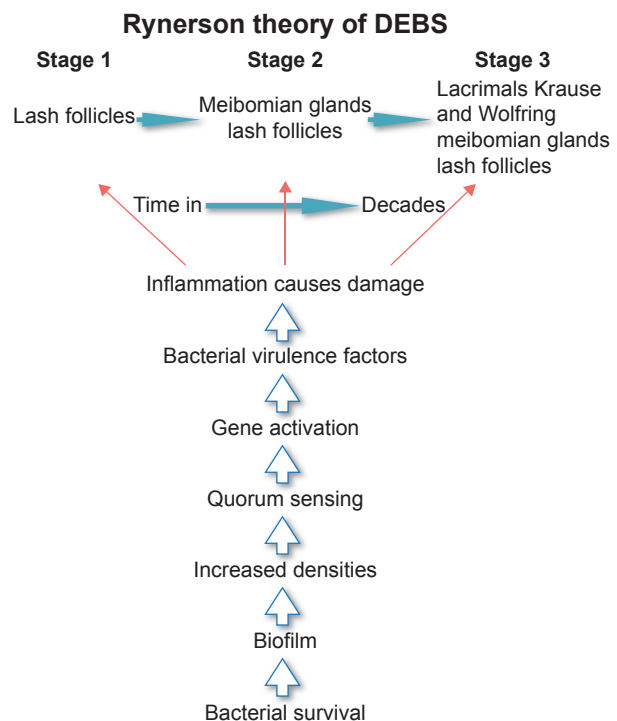 Rynerson theory of DEBS
Stage 1
Stage 2
Stage 3
Lash follicles
Meibomian glands
lash follicles
Lacrimals Krause
and Wolfring
meibomian glands
lash follicles
Time in
Decades
Inflammation causes damage
Bacterial virulence factors
Gene activation
Quorum sensing
Increased densities
Biofilm
Bacterial survival